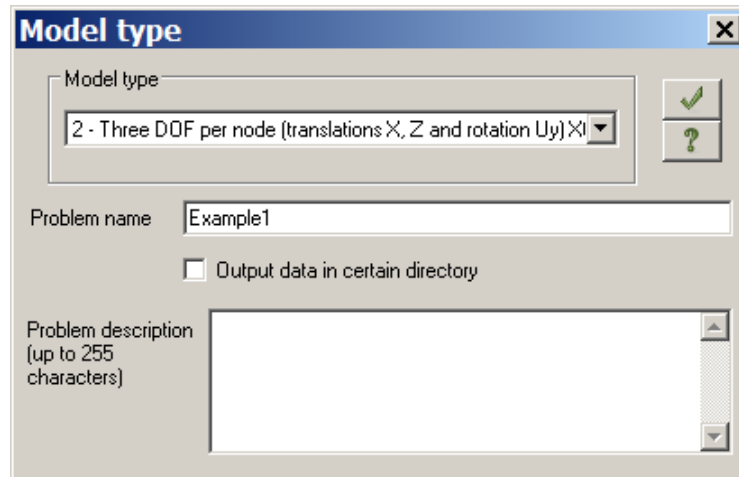 Model type
Model type
2 - Three DOF per node (translations X, Z and rotation Uy) X
Problem name
Example1
Output data in certain directory
Problem description
(up to 255
characters)